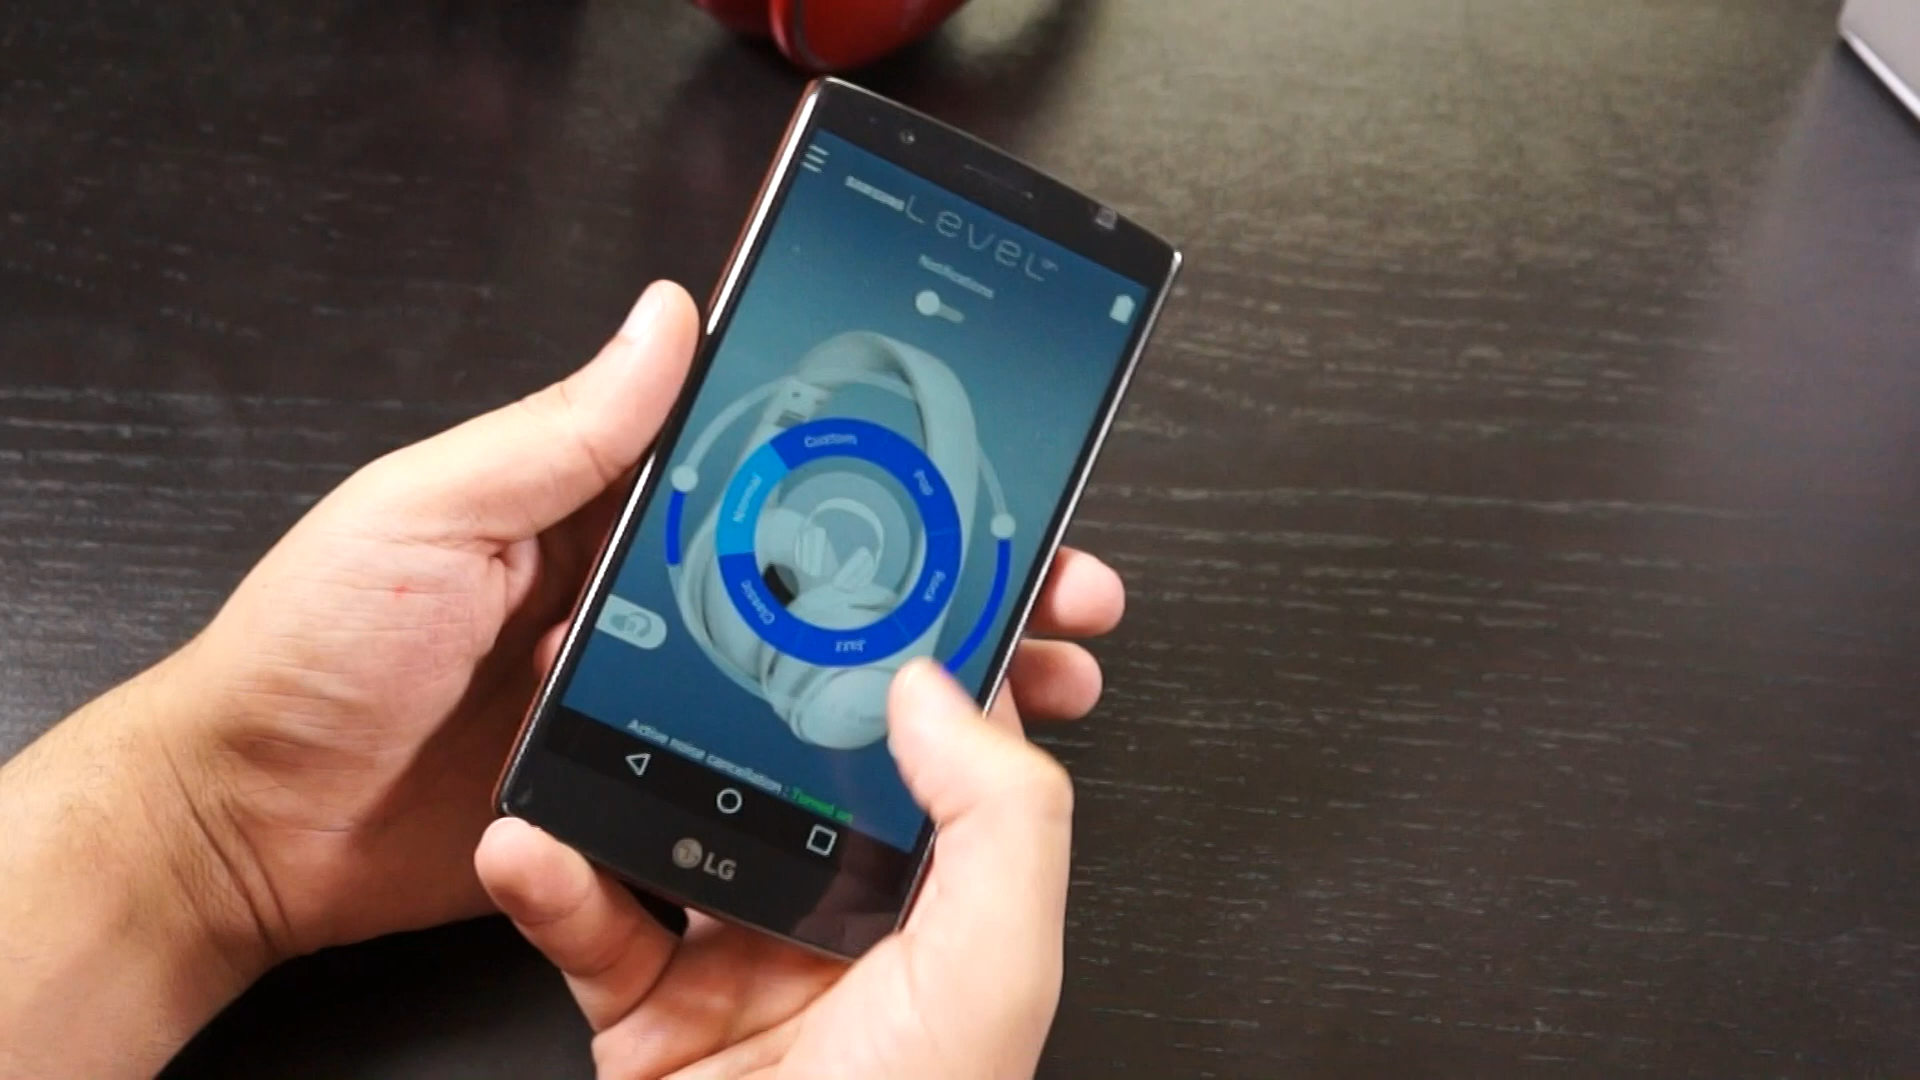 SAMSUNG Level
Notifications
Custom
Pop
Normal
Rock
Classic
Jazz
Active noise cancellation : Turned on
LG